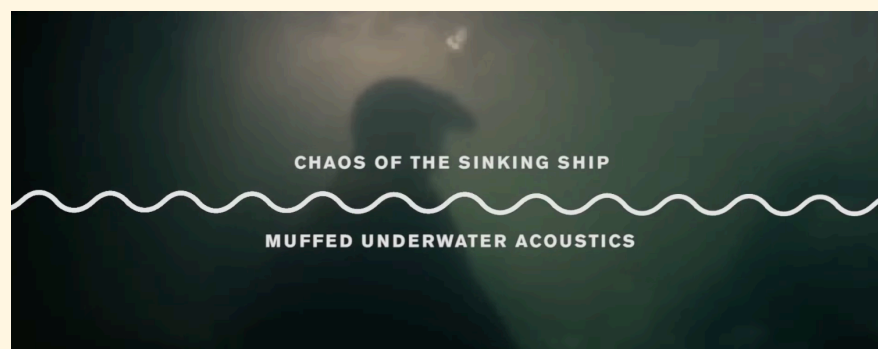 CHAOS OF THE SINKING SHIP
MUFFED UNDERWATER ACOUSTICS